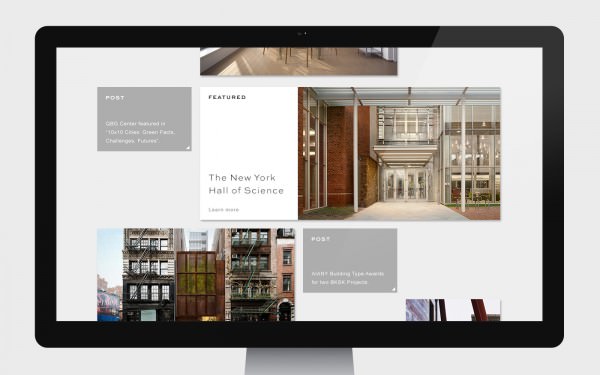 POST
QBG Center featured in
"10x10 Cities: Green Facts,
Challenges, Futures".
FEATURED
The New York
Hall of Science
Learn more
POST
AIANY Building Type Awards
for two BKSK Projects.